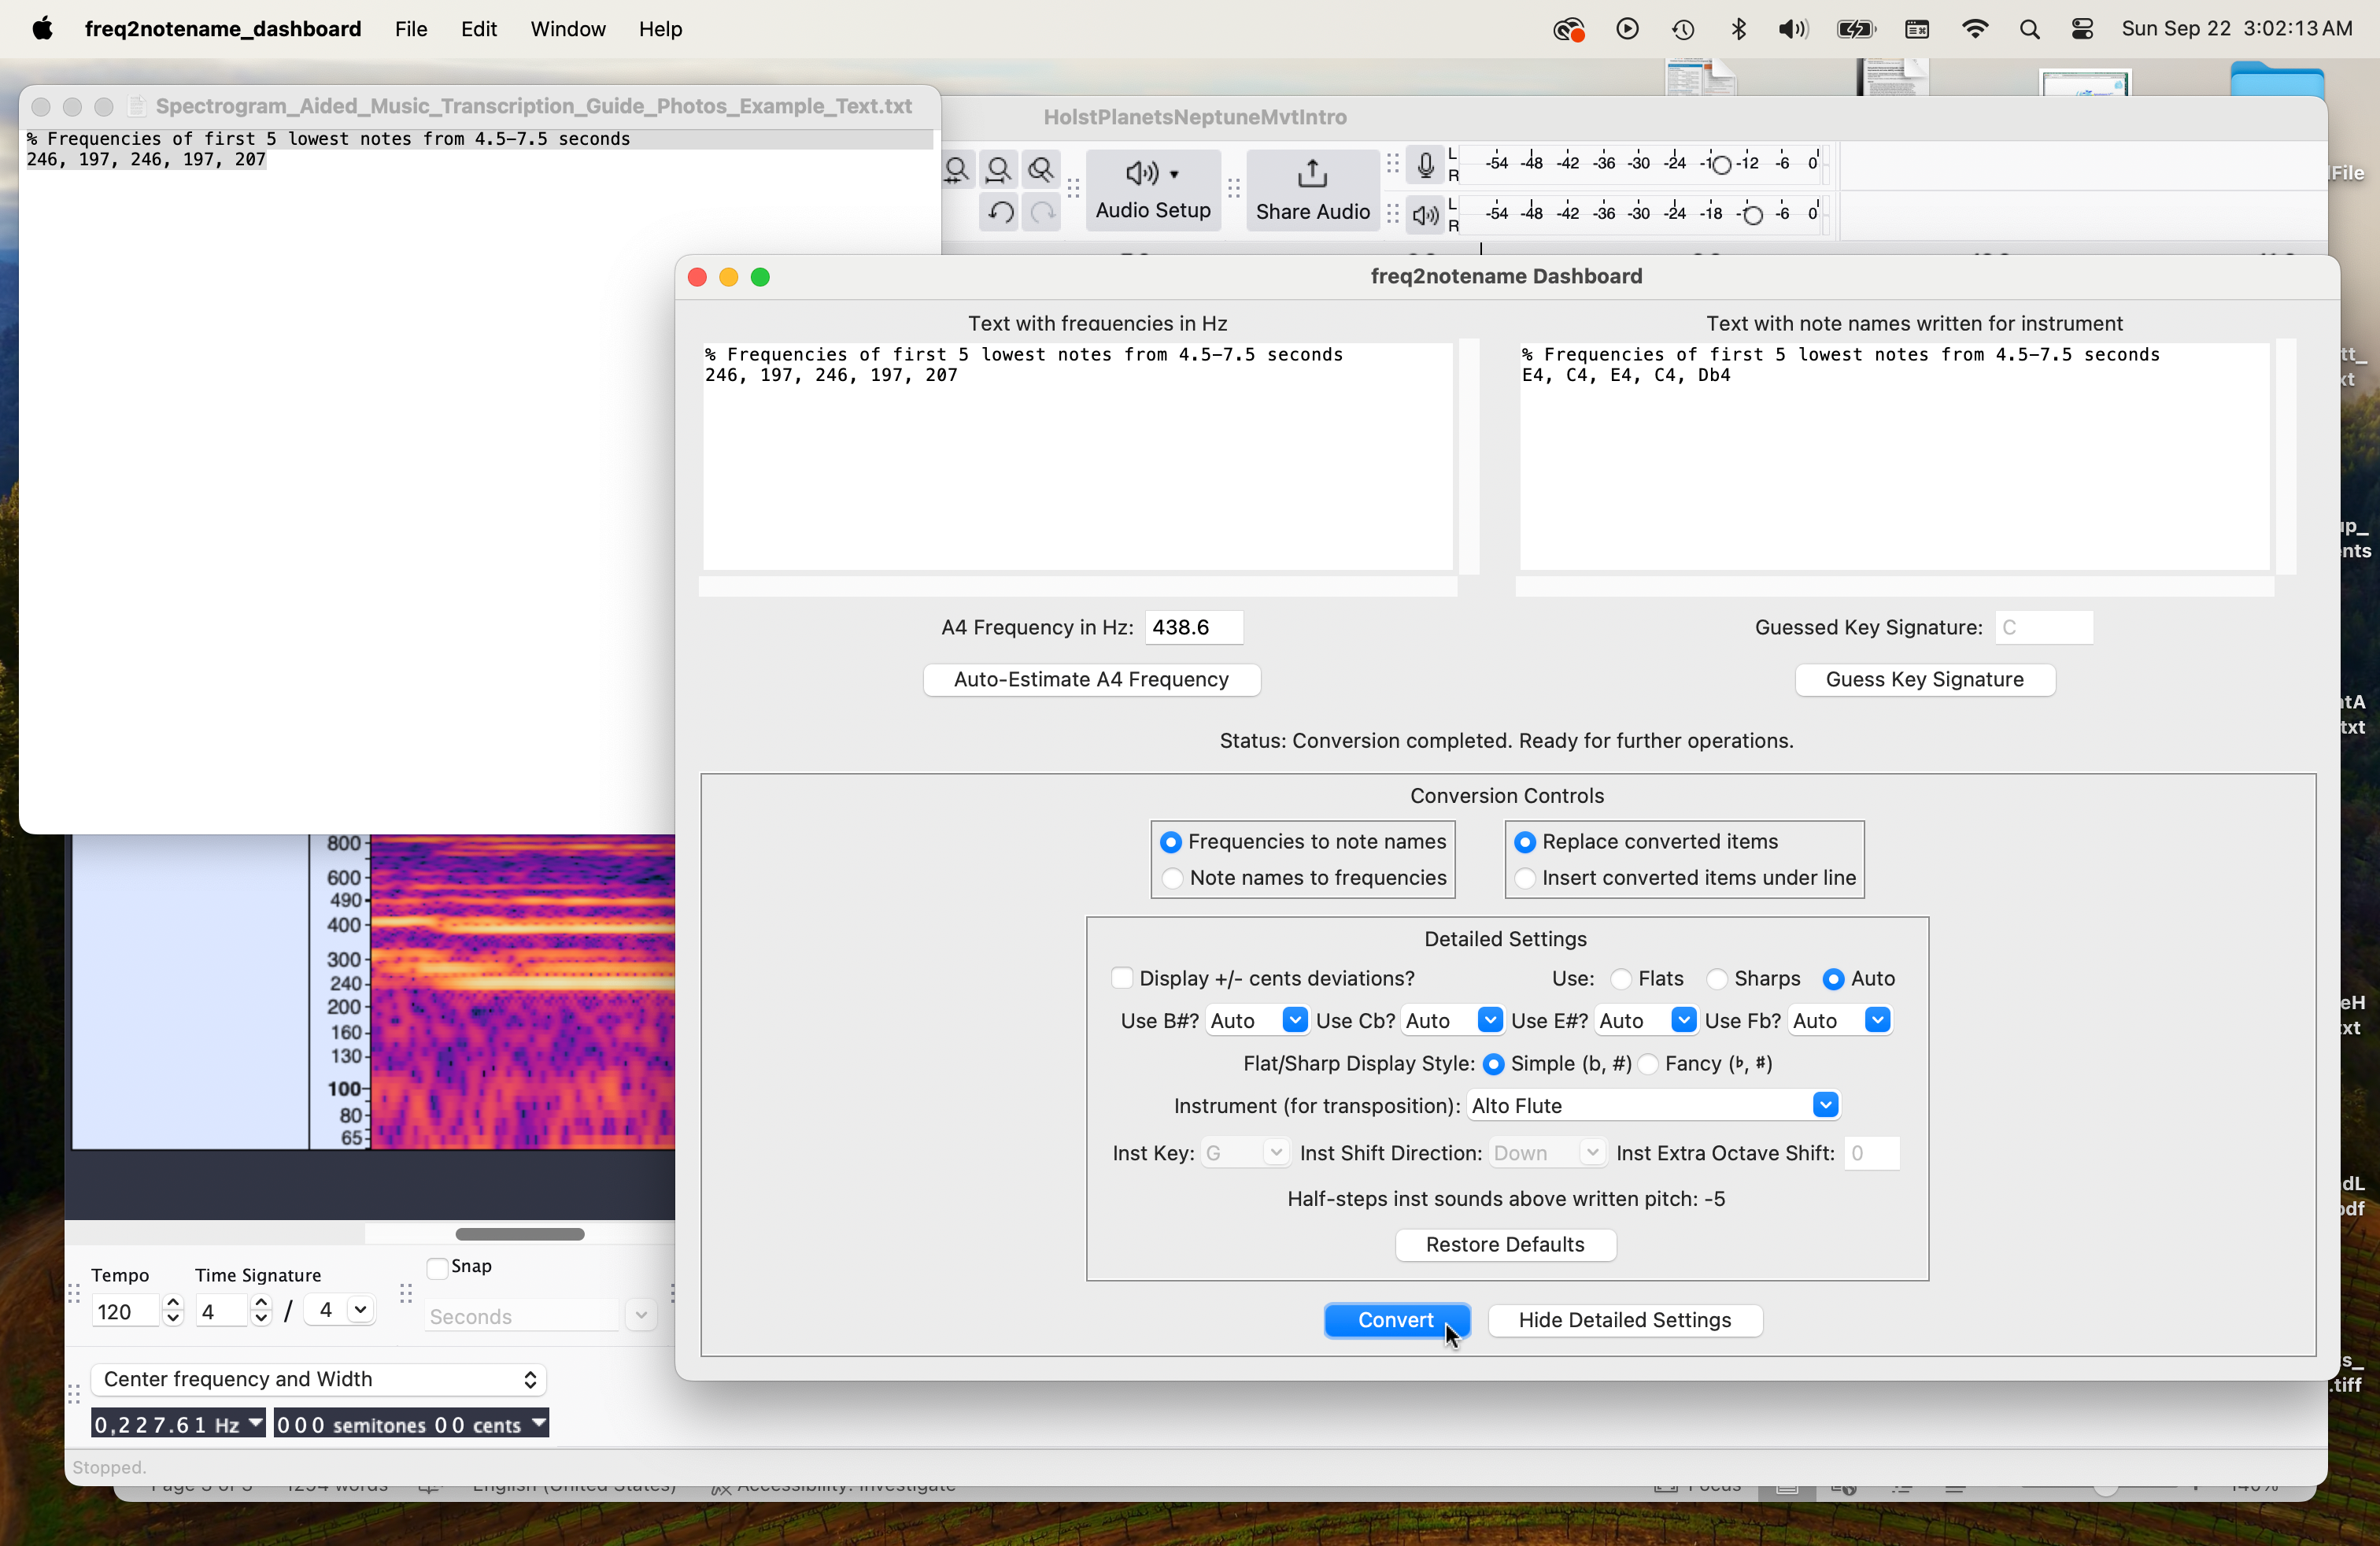 freq2notename_dashboard File Edit Window Help Sun Sep 22 3:02:13 AM
Spectrogram_Aided_Music_Transcription_Guide_Photos_Example_Text.txt
% Frequencies of first 5 lowest notes from 4.5–7.5 seconds
246, 197, 246, 197, 207
HolstPlanetsNeptuneMvtIntro
Audio Setup
Share Audio
L
R
-54 -48 -42 -36 -30 -24 -12 -6 0
L
R
-54 -48 -42 -36 -30 -24 -18 -6 0
freq2notename Dashboard
Text with frequencies in Hz
% Frequencies of first 5 lowest notes from 4.5–7.5 seconds
246, 197, 246, 197, 207
Text with note names written for instrument
% Frequencies of first 5 lowest notes from 4.5–7.5 seconds
E4, C4, E4, C4, Db4
A4 Frequency in Hz: 438.6
Auto-Estimate A4 Frequency
Guessed Key Signature: C
Guess Key Signature
Status: Conversion completed. Ready for further operations.
Conversion Controls
Frequencies to note names
Note names to frequencies
Replace converted items
Insert converted items under line
Detailed Settings
Display +/- cents deviations? Use: Flats Sharps Auto
Use B#? Auto Use Cb? Auto Use E#? Auto Use Fb? Auto
Flat/Sharp Display Style: Simple (b, #) Fancy (♭, ♯)
Instrument (for transposition): Alto Flute
Inst Key: G Inst Shift Direction: Down Inst Extra Octave Shift: 0
Half-steps inst sounds above written pitch: -5
Restore Defaults
Convert Hide Detailed Settings
800
600
490
400
300
240
200
160
130
100
80
65
Tempo Time Signature Snap
120 4 / 4 Seconds
Center frequency and Width
0,227.61 Hz 000 semitones 00 cents
Stopped.
File
.tiff